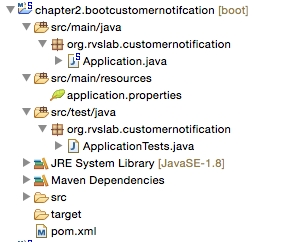 chapter2.bootcustomernotifcation [boot]
src/main/java
org.rvslab.customernotification
Application.java
src/main/resources
application.properties
src/test/java
org.rvslab.customernotification
ApplicationTests.java
JRE System Library [JavaSE-1.8]
Maven Dependencies
src
target
pom.xml